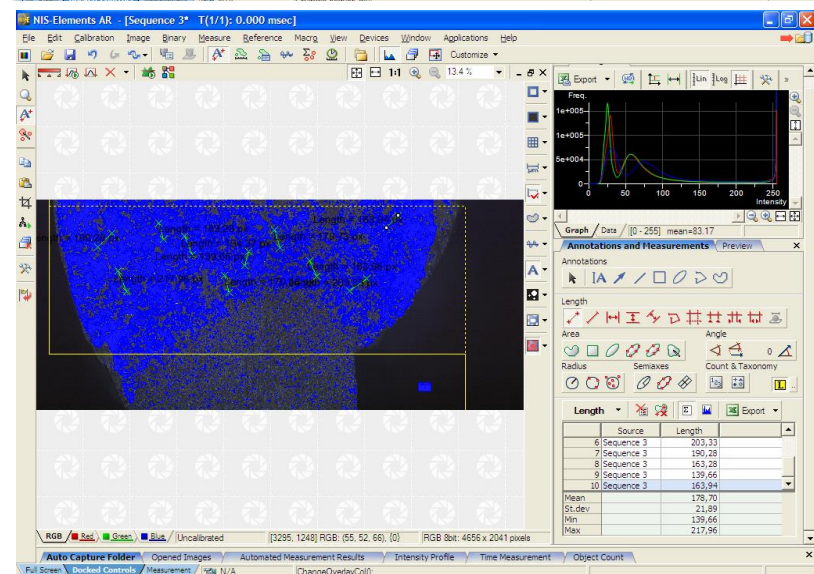 NIS-Elements AR - [Sequence 3* T(1/1): 0.000 msec]
File Edit Calibration Image Binary Measure Reference Macro View Devices Window Applications Help
Customize
1:1 13.4 %
Export Lin Log »
Freq.
1e+005
1e+005
5e+004
0
0 50 100 150 200 250
Intensity
Graph Data [0 - 255] mean=83.17
Annotations and Measurements Preview
Annotations
Length
Area Angle
Radius Semiaxes Count & Taxonomy
Length Export
Source Length
6 Sequence 3 203,33
7 Sequence 3 190,28
8 Sequence 3 163,28
9 Sequence 3 139,66
10 Sequence 3 163,94
Mean 178,70
St.dev 21,89
Min 139,66
Max 217,96
RGB Red Green Blue Uncalibrated [3295, 1248] RGB: (55, 52, 66), {0} RGB 8bit: 4656 x 2041 pixels
Auto Capture Folder Opened Images Automated Measurement Results Intensity Profile Time Measurement Object Count
Full Screen Docked Controls Measurement N/A [ChangeOverlayCol0: